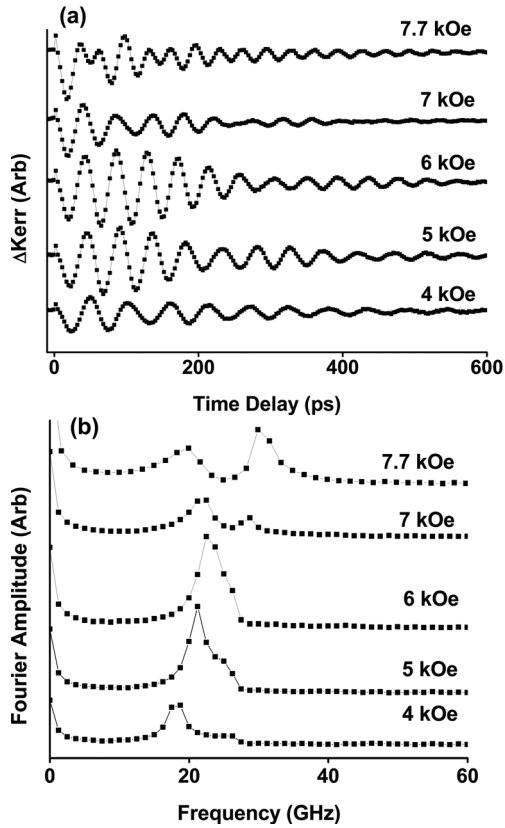 (a)
7.7 kOe
7 kOe
6 kOe
5 kOe
4 kOe
ΔKerr (Arb)
0 200 400 600
Time Delay (ps)
(b)
7.7 kOe
7 kOe
6 kOe
5 kOe
4 kOe
Fourier Amplitude (Arb)
0 20 40 60
Frequency (GHz)